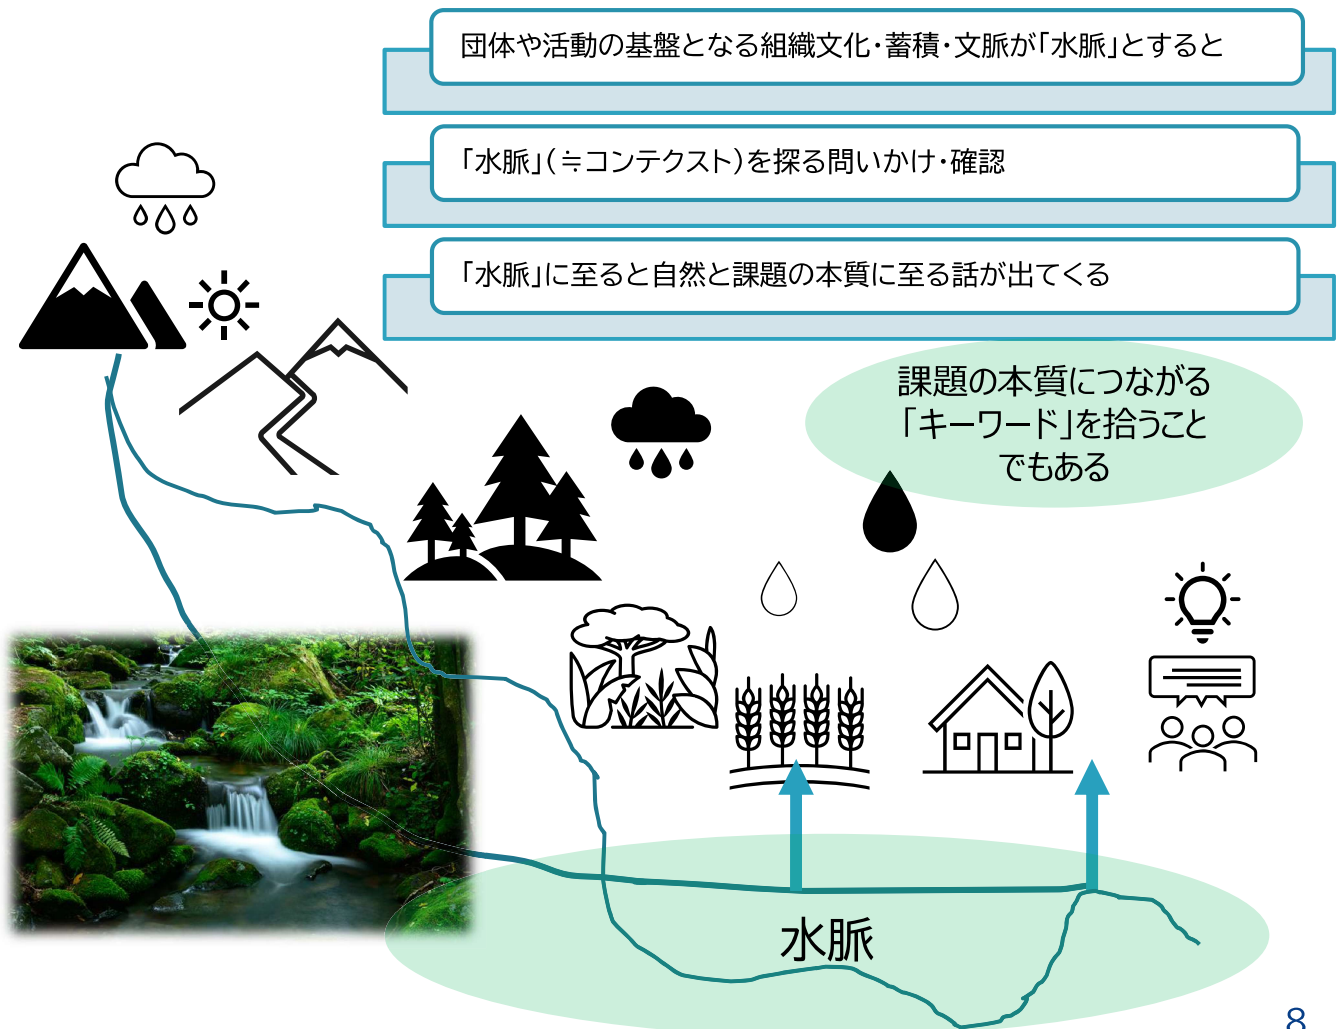 団体や活動の基盤となる組織文化・蓄積・文脈が「水脈」とすると
「水脈」(≒コンテクスト)を探る問いかけ・確認
「水脈」に至ると自然と課題の本質に至る話が出てくる
課題の本質につながる
「キーワード」を拾うこと
でもある
水脈
8